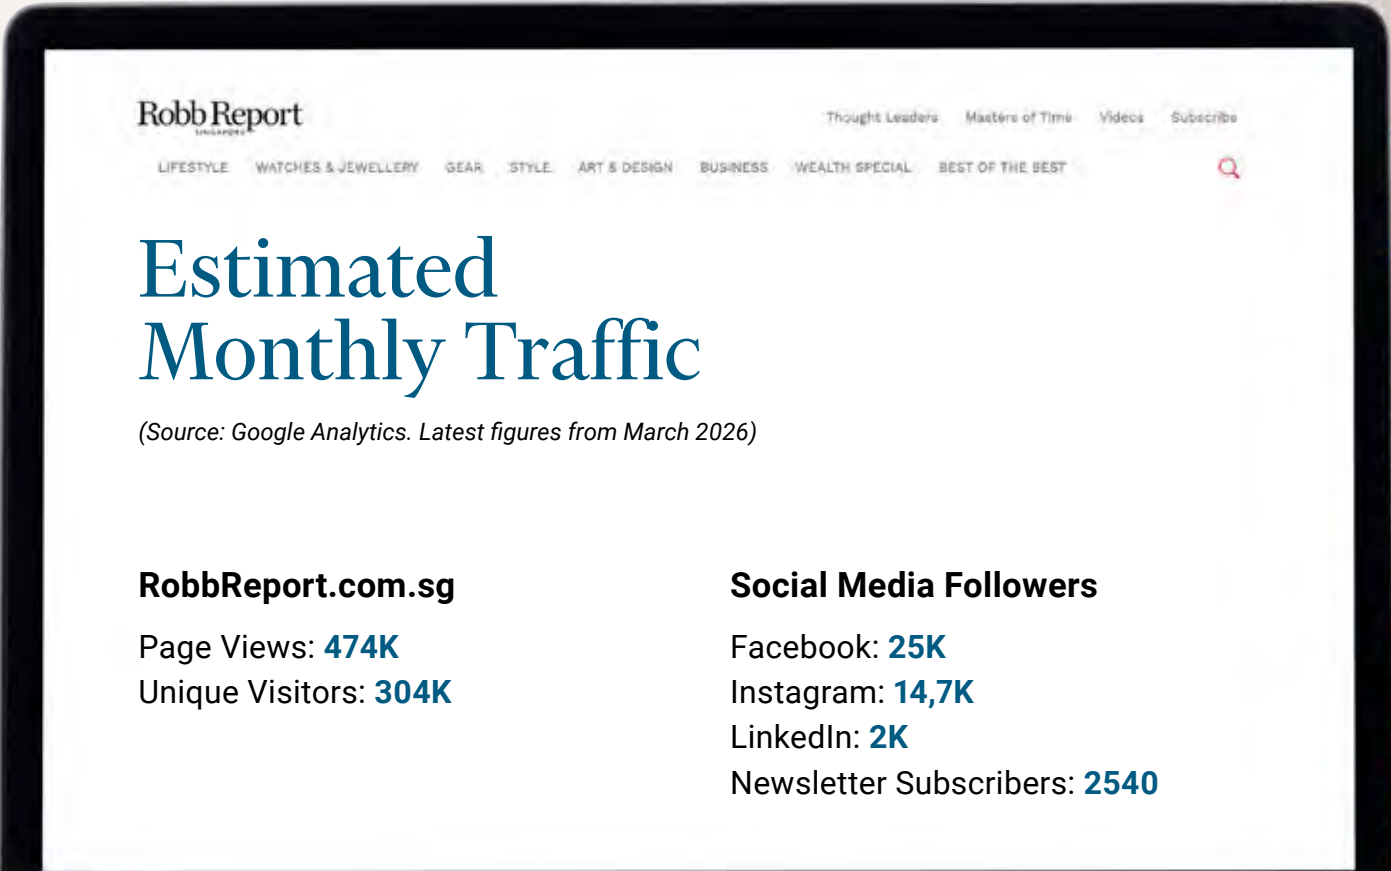 Robb Report
SINGAPORE
Thought Leaders Masters of Time Videos Subscribe
LIFESTYLE WATCHES & JEWELLERY GEAR STYLE ART & DESIGN BUSINESS WEALTH SPECIAL BEST OF THE BEST
Estimated
Monthly Traffic
(Source: Google Analytics. Latest figures from March 2026)
RobbReport.com.sg
Page Views: 474K
Unique Visitors: 304K
Social Media Followers
Facebook: 25K
Instagram: 14,7K
LinkedIn: 2K
Newsletter Subscribers: 2540